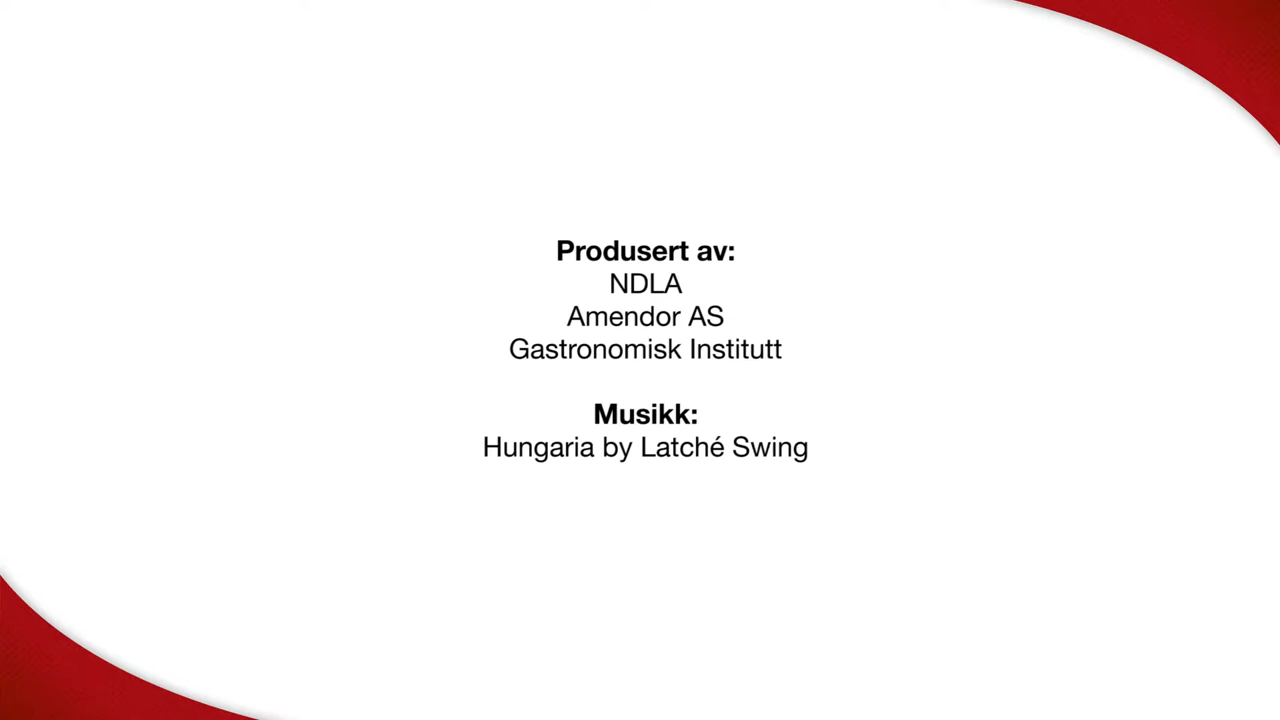 Produsert av:
NDLA
Amendor AS
Gastronomisk Institutt
Musikk:
Hungaria by Latché Swing